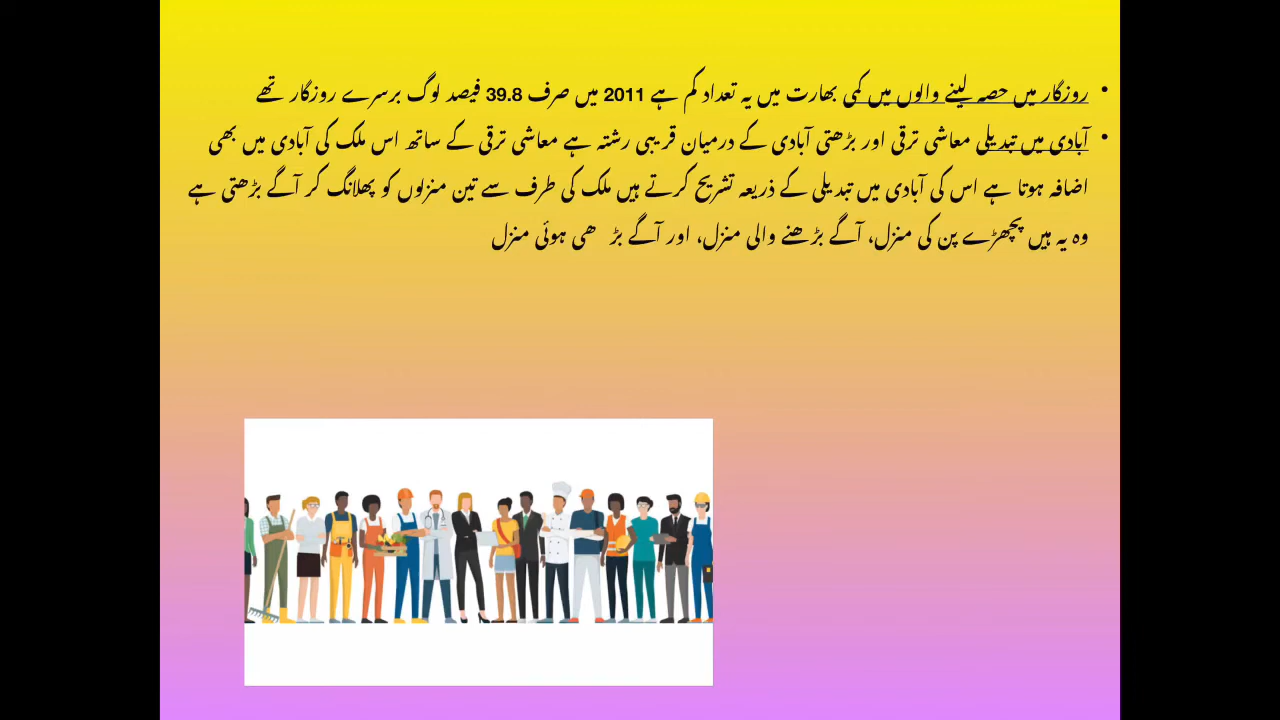 • روزگار میں حصہ لینے والوں میں کمی بھارت میں یہ تعداد کم ہے 2011 میں صرف 39.8 فیصد لوگ برسرے روزگار تھے
• آبادی میں تبدیلی معاشی ترقی اور بڑھتی آبادی کے درمیان قریبی رشتہ ہے معاشی ترقی کے ساتھ اس ملک کی آبادی میں بھی
اضافہ ہوتا ہے اس کی آبادی میں تبدیلی کے ذریعہ تشریح کرتے ہیں ملک کی طرف سے تین منزلوں کو پھلانگ کر آگے بڑھتی ہے
وہ یہ ہیں پچھڑے پن کی منزل، آگے بڑھنے والی منزل، اور آگے بڑ ھی ہوئی منزل